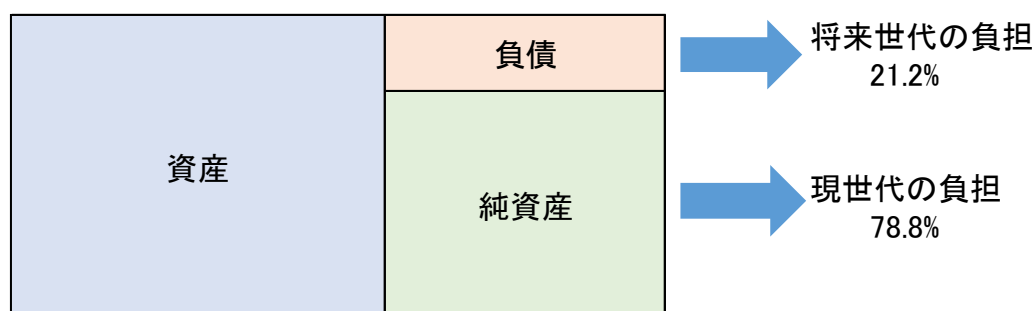 負債
将来世代の負担
21.2%
資産
純資産
現世代の負担
78.8%